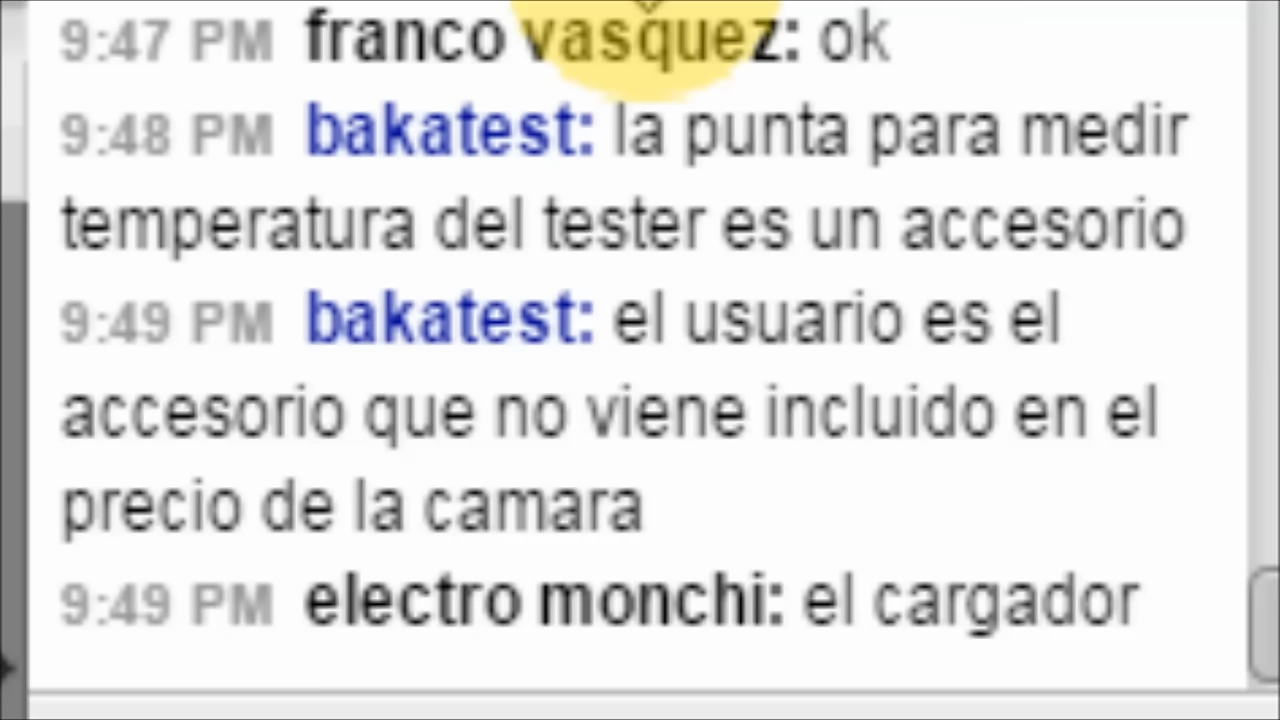 9:47 PM franco vasquez: ok
9:48 PM bakatest: la punta para medir
temperatura del tester es un accesorio
9:49 PM bakatest: el usuario es el
accesorio que no viene incluido en el
precio de la camara
9:49 PM electro monchi: el cargador